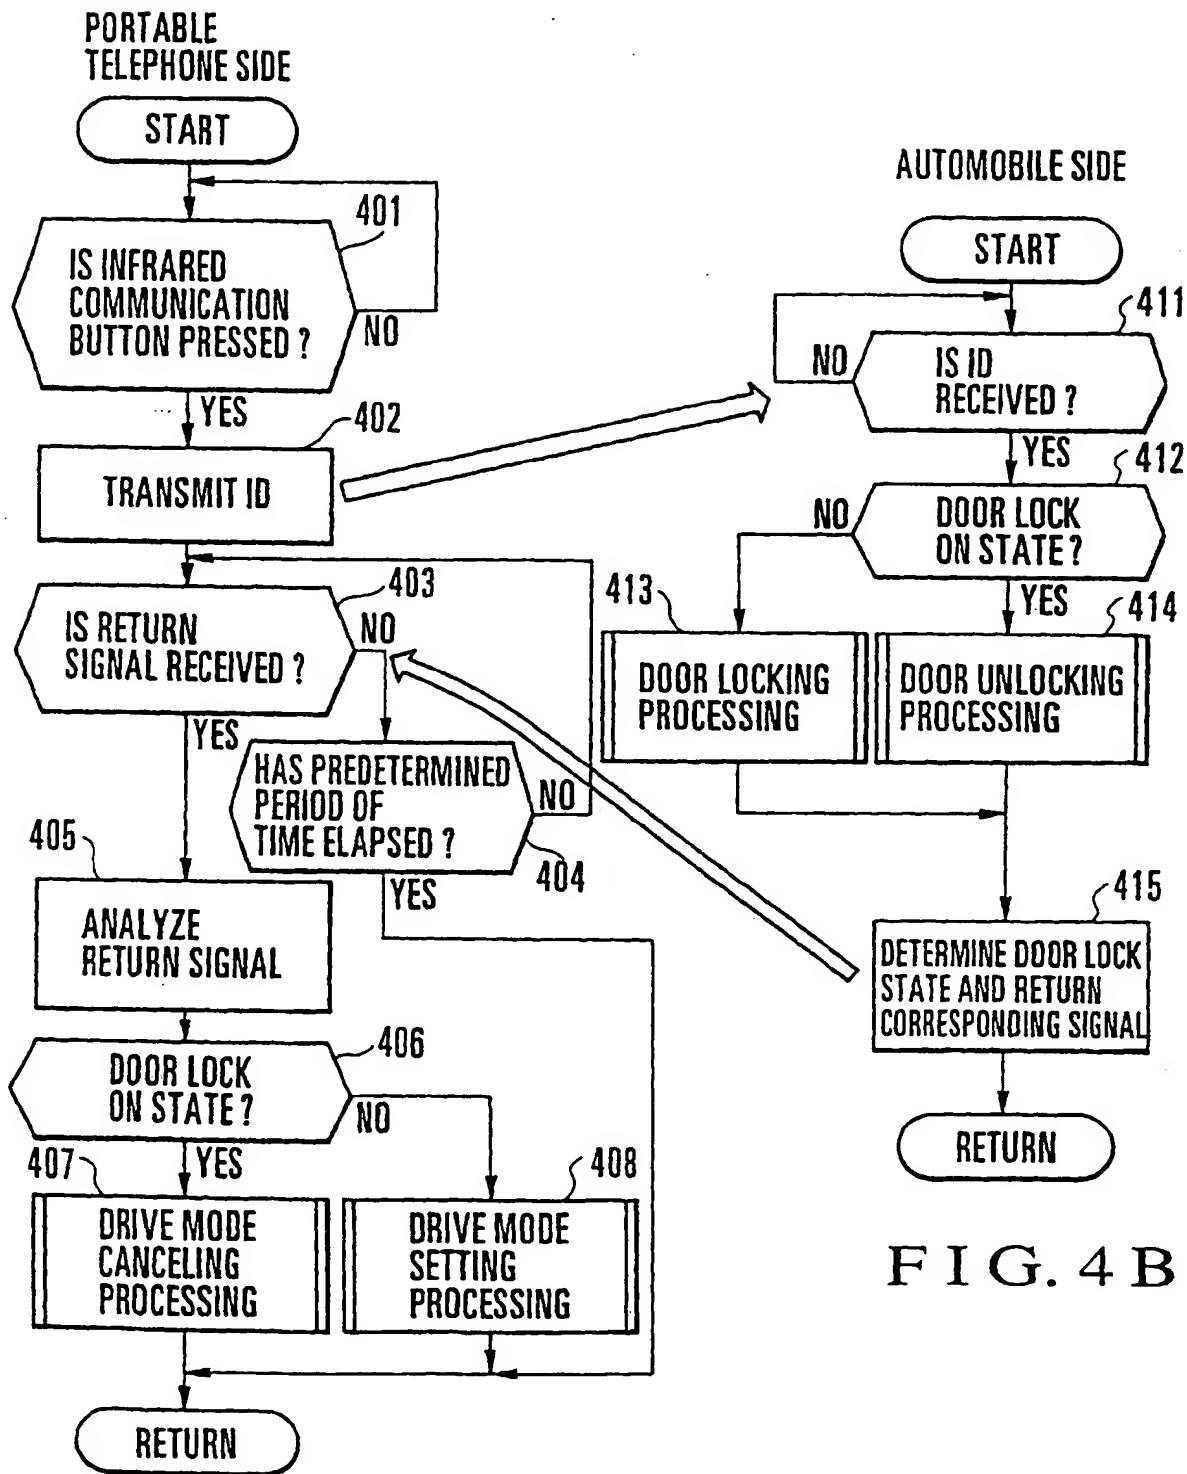 PORTABLE
TELEPHONE SIDE
START
401
IS INFRARED
COMMUNICATION
BUTTON PRESSED ?
NO
YES
402
TRANSMIT ID
403
IS RETURN
SIGNAL RECEIVED ?
NO
YES
HAS PREDETERMINED
PERIOD OF
TIME ELAPSED ?
NO
404
YES
405
ANALYZE
RETURN SIGNAL
406
DOOR LOCK
ON STATE ?
NO
YES
407
DRIVE MODE
CANCELING
PROCESSING
408
DRIVE MODE
SETTING
PROCESSING
RETURN
AUTOMOBILE SIDE
START
411
NO
IS ID
RECEIVED ?
YES
412
NO
DOOR LOCK
ON STATE ?
YES
413
DOOR LOCKING
PROCESSING
414
DOOR UNLOCKING
PROCESSING
415
DETERMINE DOOR LOCK
STATE AND RETURN
CORRESPONDING SIGNAL
RETURN
FIG. 4B